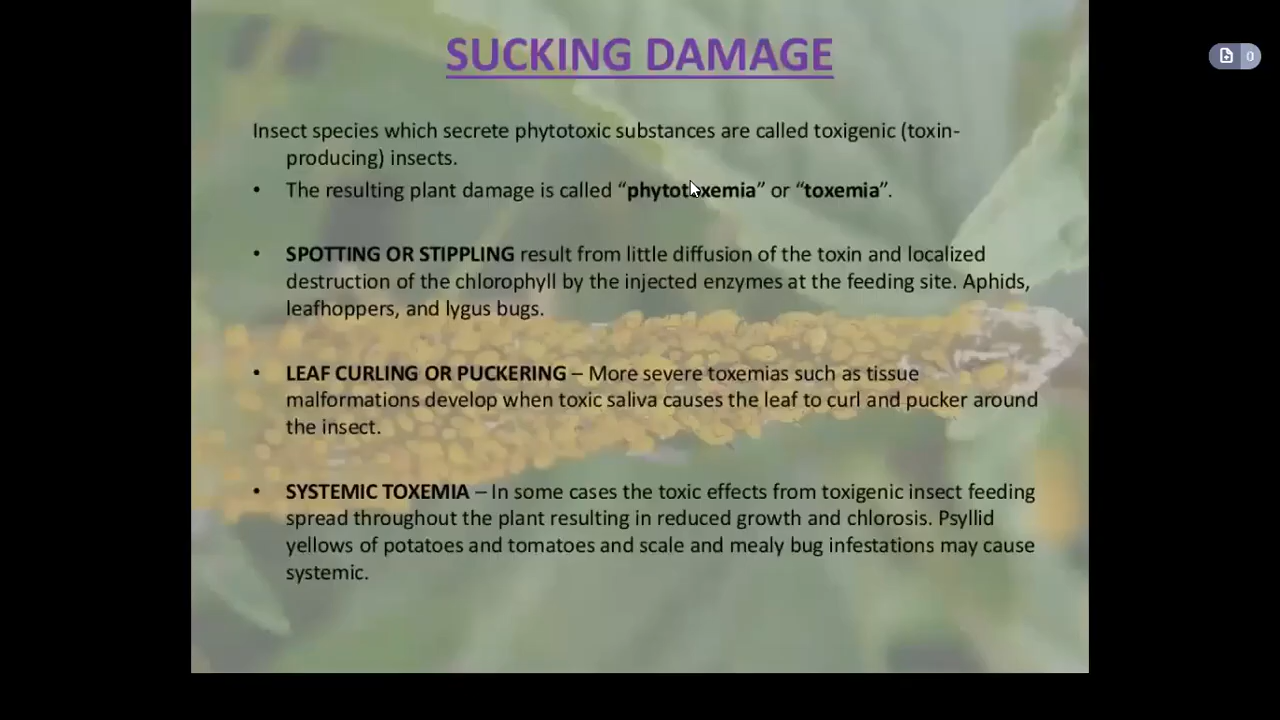 SUCKING DAMAGE
Insect species which secrete phytotoxic substances are called toxigenic (toxin-
producing) insects.
• The resulting plant damage is called “phytotoxemia” or “toxemia”.
• SPOTTING OR STIPPLING result from little diffusion of the toxin and localized
destruction of the chlorophyll by the injected enzymes at the feeding site. Aphids,
leafhoppers, and lygus bugs.
• LEAF CURLING OR PUCKERING – More severe toxemias such as tissue
malformations develop when toxic saliva causes the leaf to curl and pucker around
the insect.
• SYSTEMIC TOXEMIA – In some cases the toxic effects from toxigenic insect feeding
spread throughout the plant resulting in reduced growth and chlorosis. Psyllid
yellows of potatoes and tomatoes and scale and mealy bug infestations may cause
systemic.
0